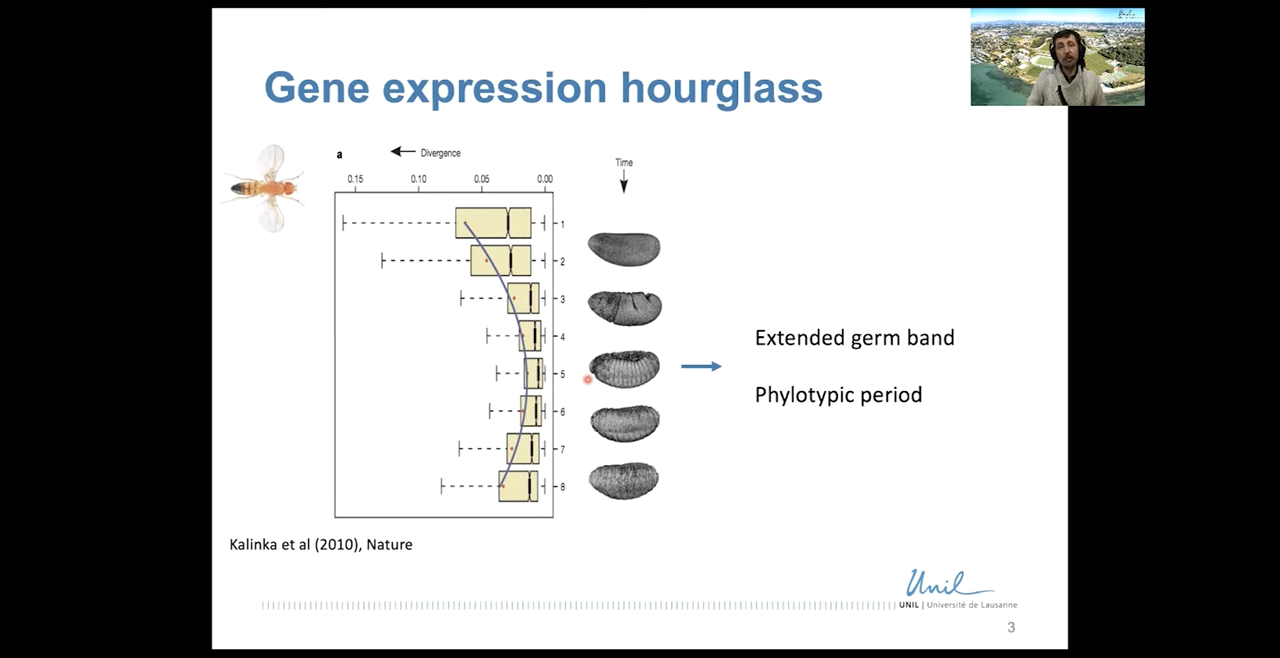 Gene expression hourglass
a
Divergence
0.15 0.10 0.05 0.00
Time
1
2
3
4
5
6
7
8
Extended germ band
Phylotypic period
Kalinka et al (2010), Nature
Unil
UNIL | Université de Lausanne
3